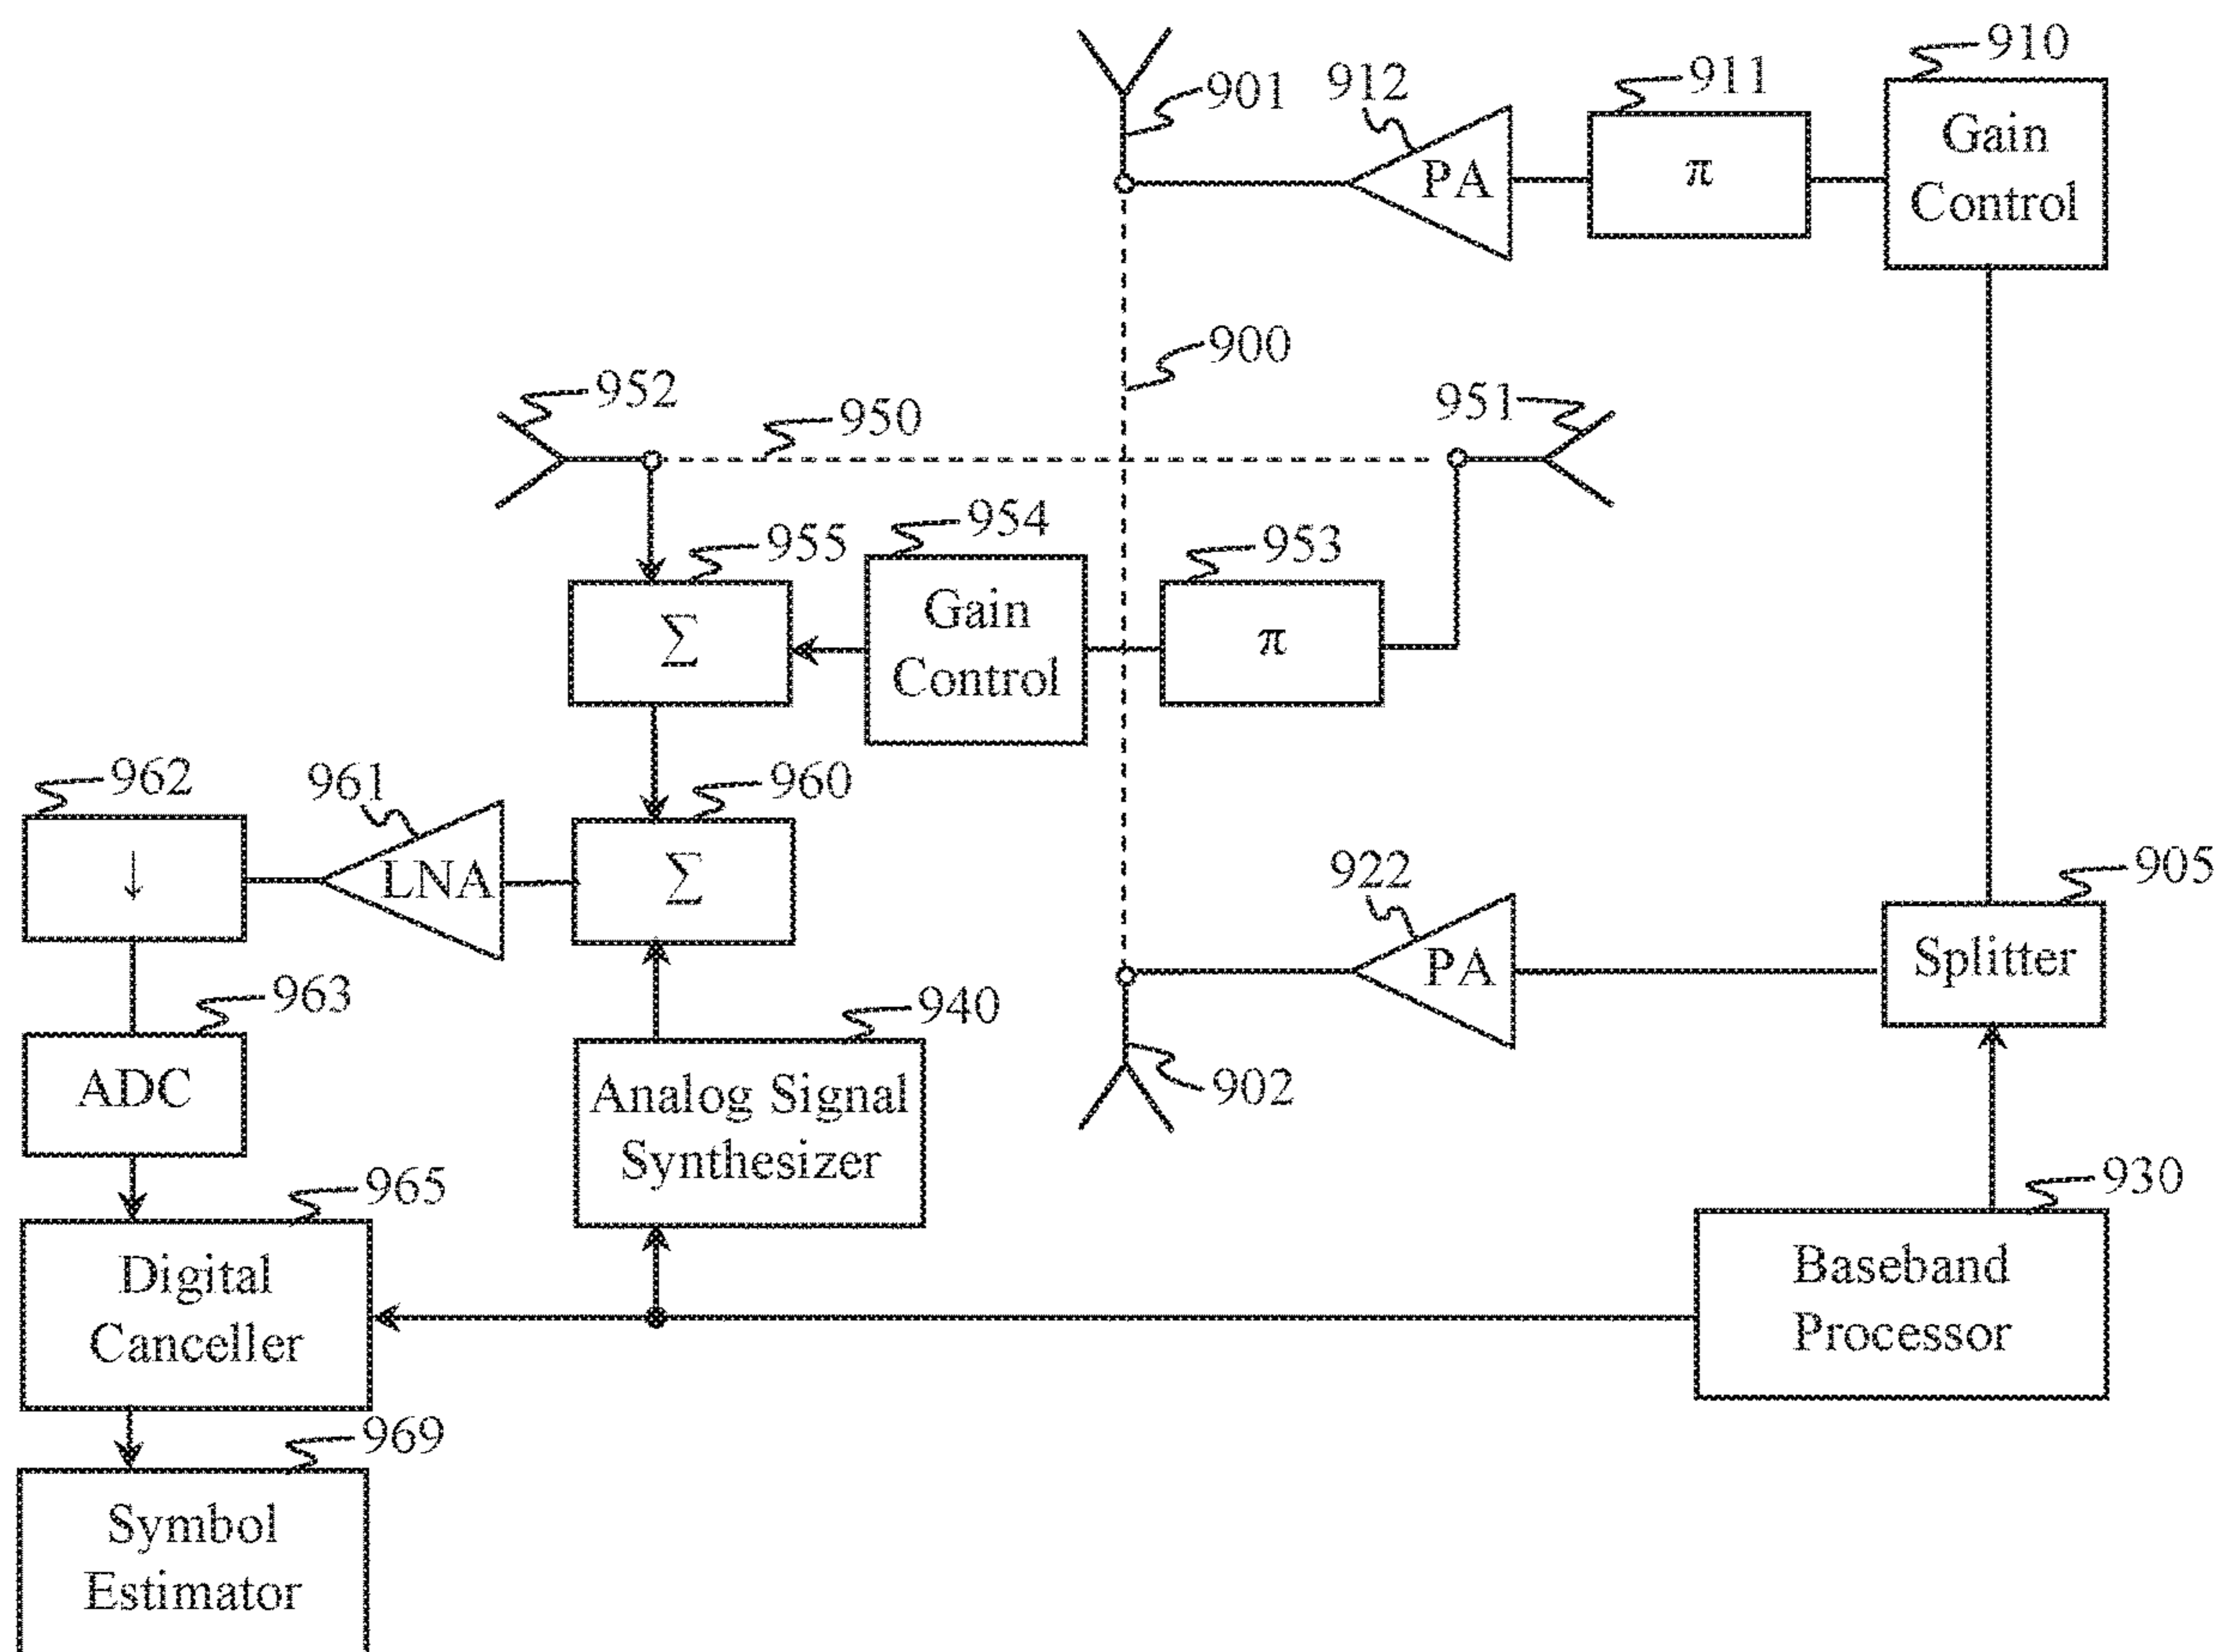 910
911
912
901
Gain
Control
π
PA
900
952
950
951
954
955
953
Gain
Control
Σ
π
962
961
960
922
905
↓
LNA
Σ
PA
Splitter
963
940
ADC
Analog Signal
Synthesizer
902
965
930
Digital
Canceller
Baseband
Processor
969
Symbol
Estimator